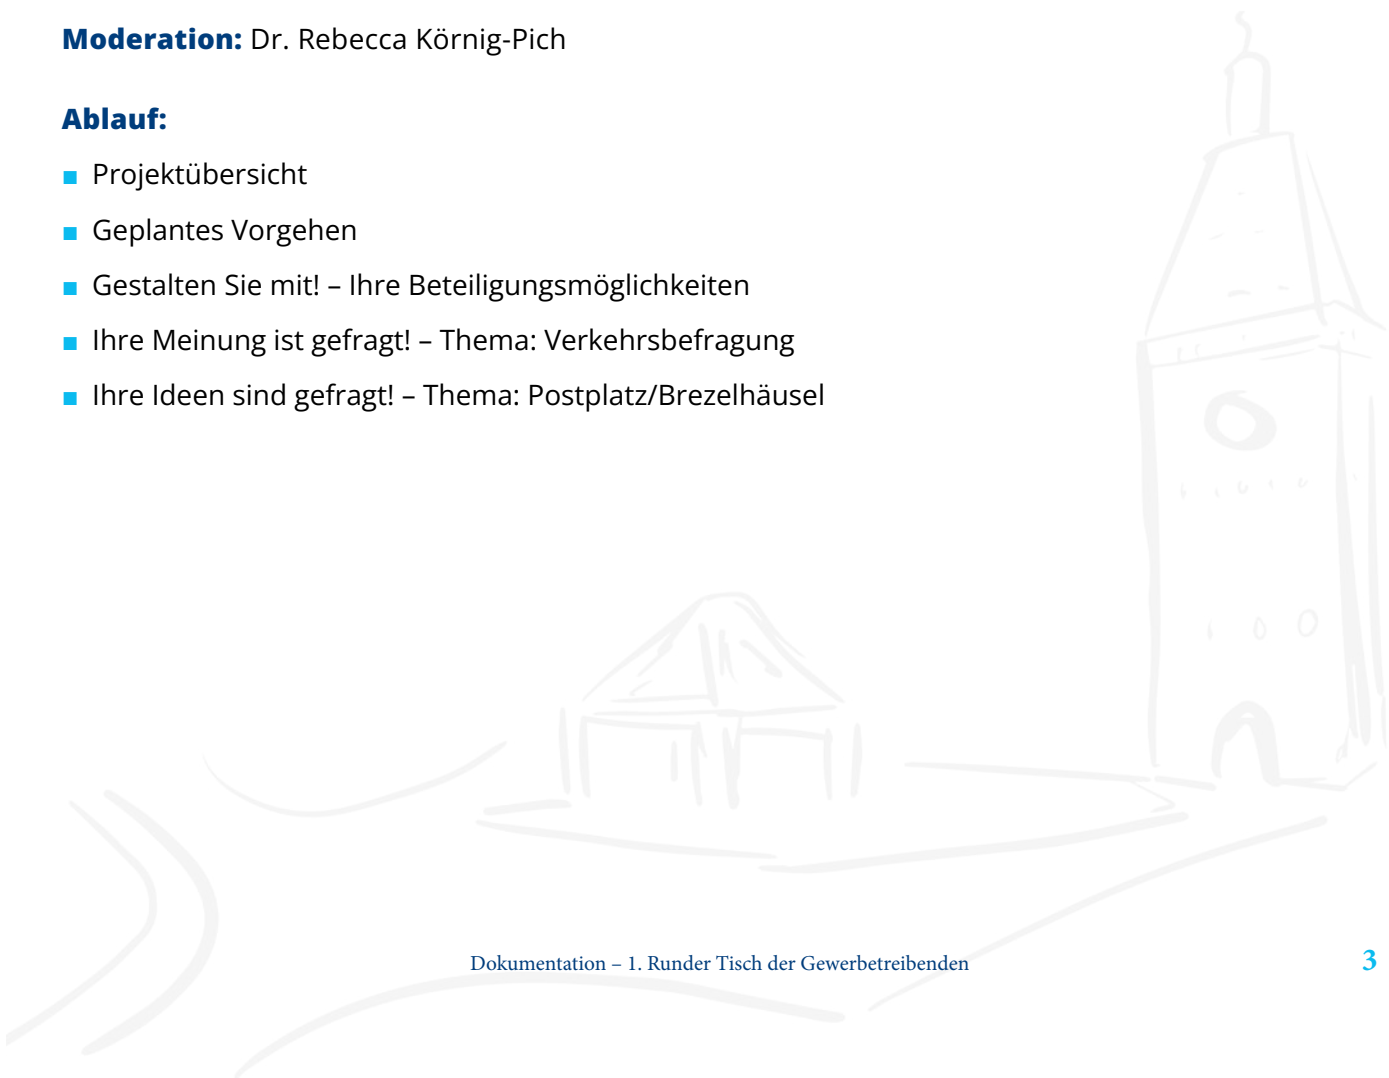 Moderation: Dr. Rebecca Körnig-Pich
Ablauf:
■ Projektübersicht
■ Geplantes Vorgehen
■ Gestalten Sie mit! – Ihre Beteiligungsmöglichkeiten
■ Ihre Meinung ist gefragt! – Thema: Verkehrsbefragung
■ Ihre Ideen sind gefragt! – Thema: Postplatz/Brezelhäusel
Dokumentation – 1. Runder Tisch der Gewerbetreibenden
3